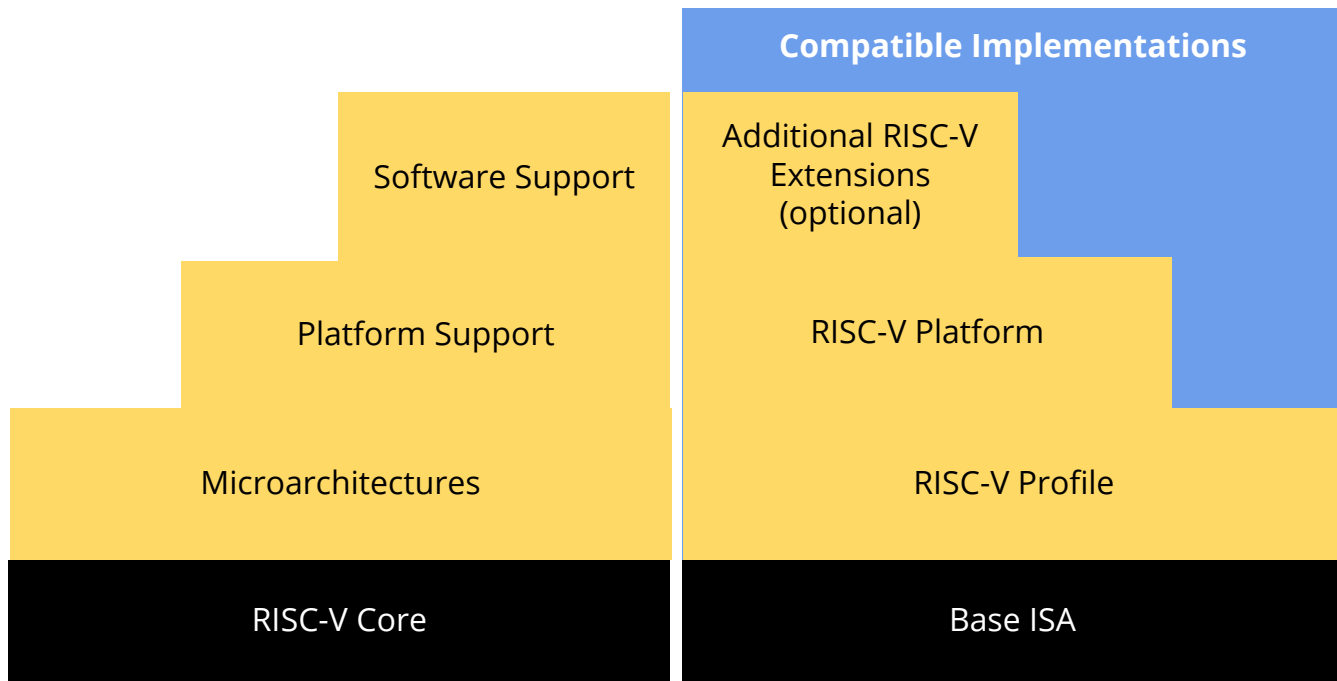 Compatible Implementations
Software Support
Additional RISC-V
Extensions
(optional)
Platform Support
RISC-V Platform
Microarchitectures
RISC-V Profile
RISC-V Core
Base ISA